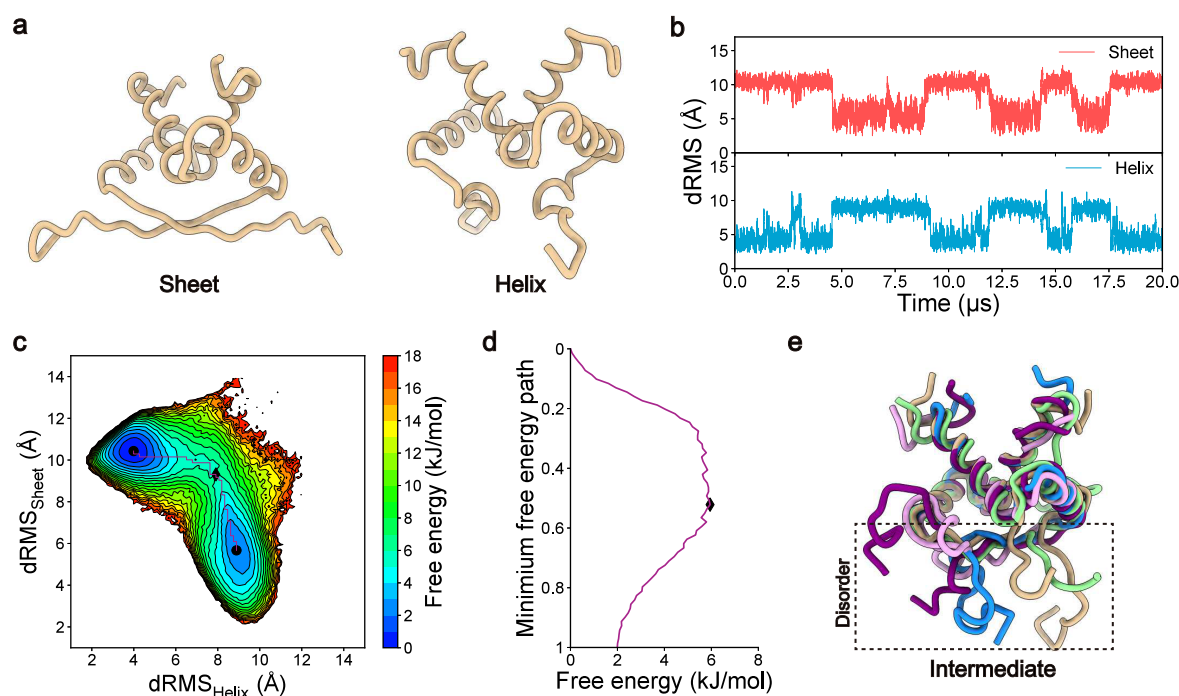 a
Sheet
Helix
b
15
10
5
0
Sheet
15
10
5
0
Helix
dRMS (Å)
0.0 2.5 5.0 7.5 10.0 12.5 15.0 17.5 20.0
Time (µs)
c
14
12
10
8
6
4
2
dRMSSheet (Å)
2 4 6 8 10 12 14
dRMSHelix (Å)
18
16
14
12
10
8
6
4
2
0
Free energy (kJ/mol)
d
0
0.2
0.4
0.6
0.8
1
Minimium free energy path
0 2 4 6 8
Free energy (kJ/mol)
e
Disorder
Intermediate